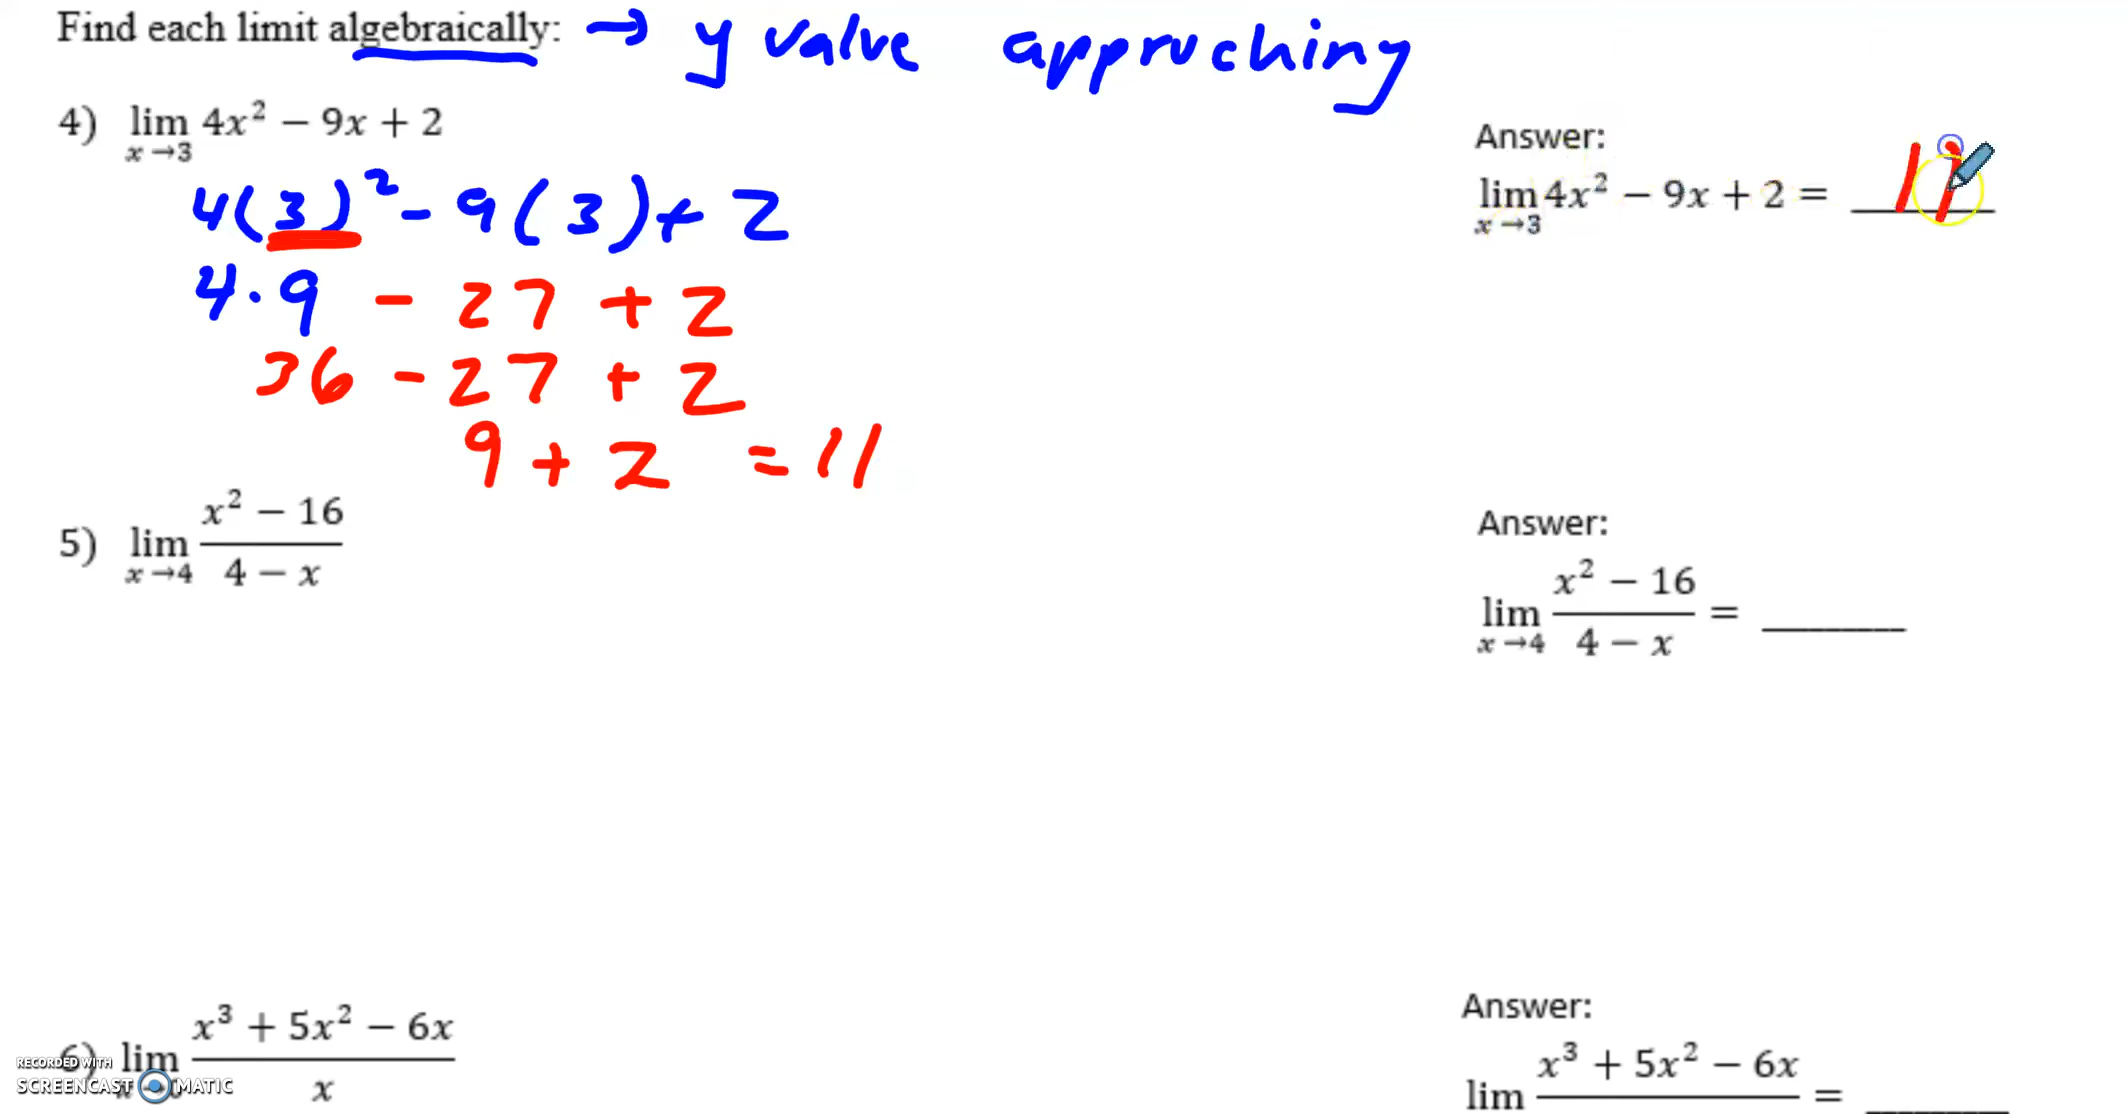 Find each limit algebraically: → y value appruching
4) lim 4x² − 9x + 2
x→3
Answer:
lim 4x² − 9x + 2 = 11
x→3
4(3)² - 9(3) + 2
4·9 - 27 + 2
36 - 27 + 2
9 + 2 = 11
5) lim (x² − 16)/(4 − x)
x→4
Answer:
lim (x² − 16)/(4 − x) = ______
x→4
6) lim (x³ + 5x² − 6x)/x
Answer:
lim x³ + 5x² − 6x = ______
RECORDED WITH
SCREENCAST-O-MATIC